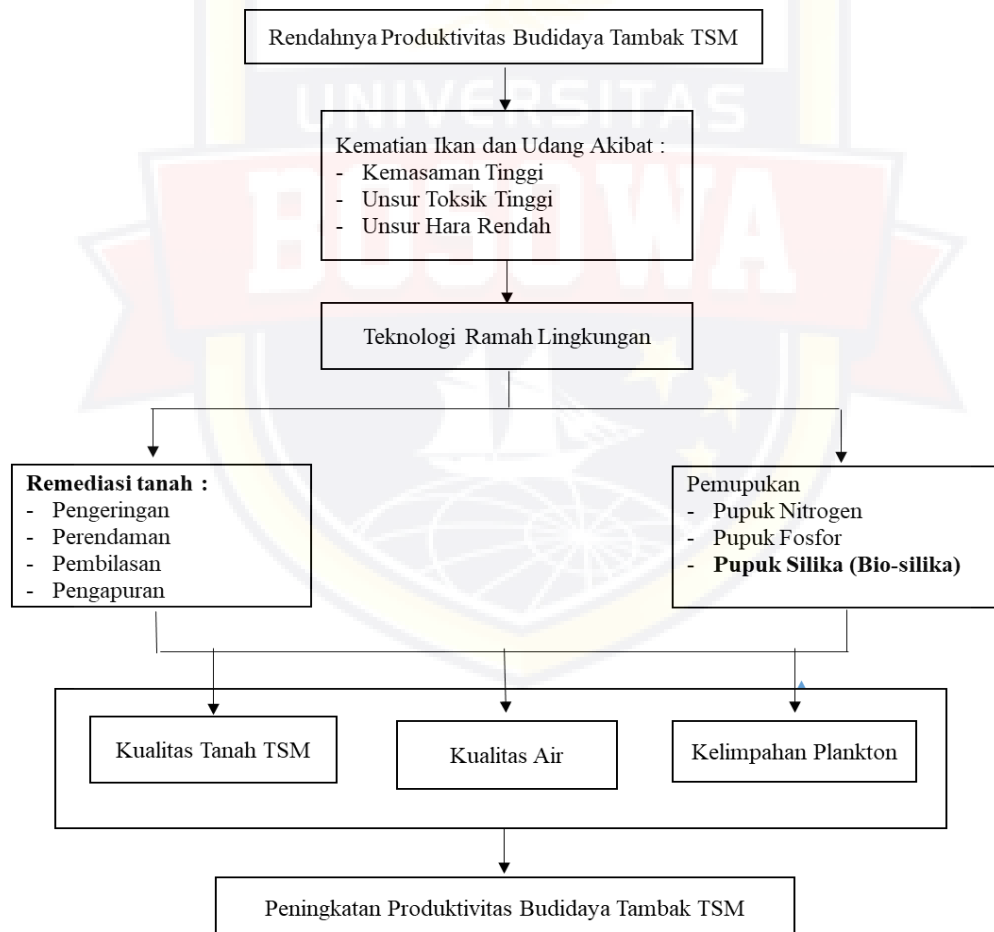 Rendahnya Produktivitas Budidaya Tambak TSM
UNIVERSITAS
BOSOWA
Kematian Ikan dan Udang Akibat :
- Kemasaman Tinggi
- Unsur Toksik Tinggi
- Unsur Hara Rendah
Teknologi Ramah Lingkungan
Remediasi tanah :
- Pengeringan
- Perendaman
- Pembilasan
- Pengapuran
Pemupukan
- Pupuk Nitrogen
- Pupuk Fosfor
- Pupuk Silika (Bio-silika)
Kualitas Tanah TSM
Kualitas Air
Kelimpahan Plankton
Peningkatan Produktivitas Budidaya Tambak TSM